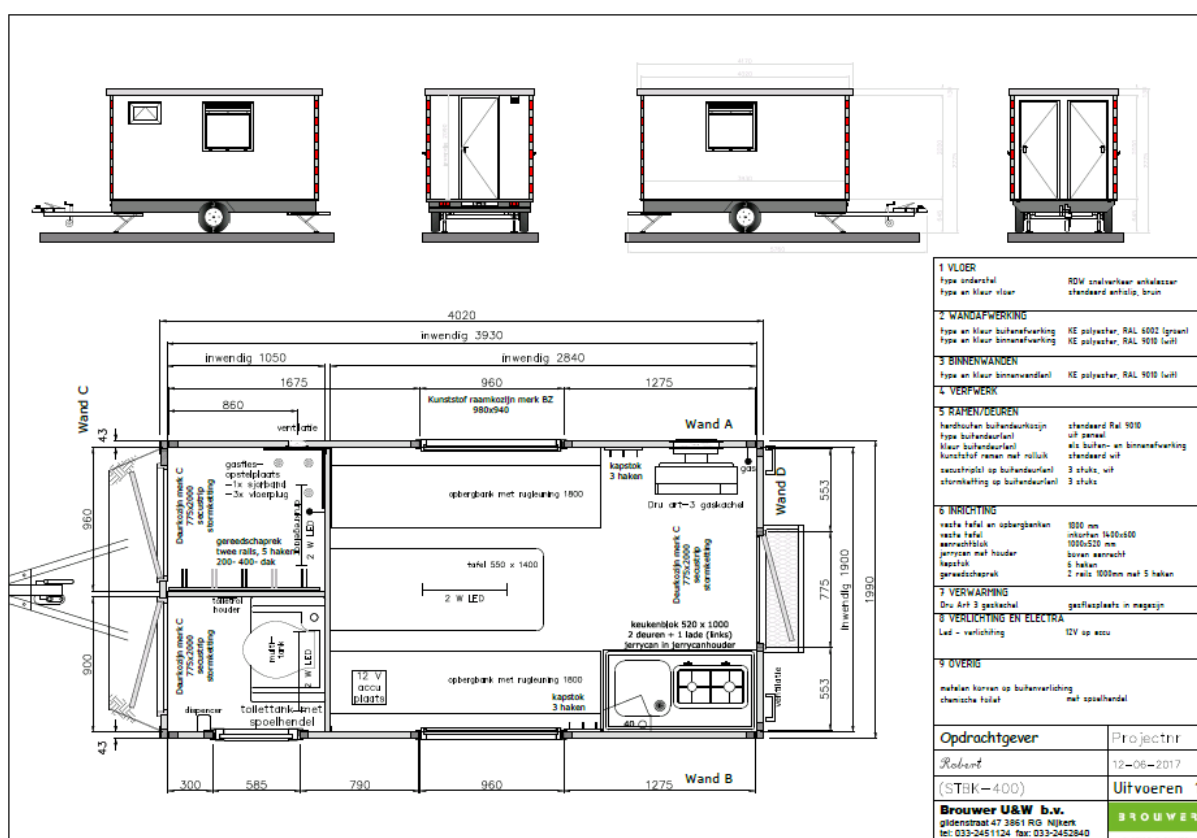 4020
inwendig 3930
inwendig 1050
inwendig 2840
1675
960
1275
860
Kunststof raamkozijn merk BZ
980x940
Wand C
Wand A
Wand D
Wand B
ventilatie
43
gasfles-
opstelplaats
-1x sjorband
-3x vloerplug
2 W LED
Deurkozijn merk C
775x2000
secustrip
stormketting
gereedschaprek
twee rails, 5 haken
200- 400- dak
960
900
43
opbergbank met rugleuning 1800
kapstok
3 haken
gas
Dru art-3 gaskachel
tafel 550 x 1400
2 W LED
Deurkozijn merk C
775x2000
secustrip
stormketting
553
775
553
inwendig 1900
1990
keukenblok 520 x 1000
2 deuren + 1 lade (links)
jerrycan in jerrycanhouder
toiletrol
houder
Deurkozijn merk C
775x2000
secustrip
stormketting
multi-
tank
2 W LED
12 V
accu
plaats
opbergbank met rugleuning 1800
kapstok
3 haken
40
ventilatie
dispencer
toilettank met
spoelhendel
300
585
790
960
1275
1 VLOER
type onderstel RDW snelverkeer enkelasser
type en kleur vloer standaard antislip, bruin
2 WANDAFWERKING
type en kleur buitenafwerking KE polyester, RAL 6002 (groen)
type en kleur binnenafwerking KE polyester, RAL 9010 (wit)
3 BINNENWANDEN
type en kleur binnenwand(en) KE polyester, RAL 9010 (wit)
4 VERFWERK
5 RAMEN/DEUREN
hardhouten buitendeurkozijn standaard Ral 9010
type buitendeur(en) uit paneel
kleur buitendeur(en) als buiten- en binnenafwerking
kunststof ramen met rolluik standaard wit
secustrip(s) op buitendeur(en) 3 stuks, wit
stormketting op buitendeur(en) 3 stuks
6 INRICHTING
vaste tafel en opbergbanken 1800 mm
vaste tafel inkorten 1400x600
aanrechtblok 1000x520 mm
jerrycan met houder boven aanrecht
kapstok 6 haken
gereedschaprek 2 rails 1000mm met 5 haken
7 VERWARMING
Dru Art 3 gaskachel gasflesplaats in magazijn
8 VERLICHTING EN ELECTRA
Led - verlichting 12V op accu
9 OVERIG
metalen korven op buitenverlichting
chemische toilet met spoelhendel
Opdrachtgever Projectnr
Robert 12-06-2017
(STBK-400) Uitvoeren
Brouwer U&W b.v.
gildenstraat 47 3861 RG Nijkerk
tel: 033-2451124 fax: 033-2452840
BROUWER